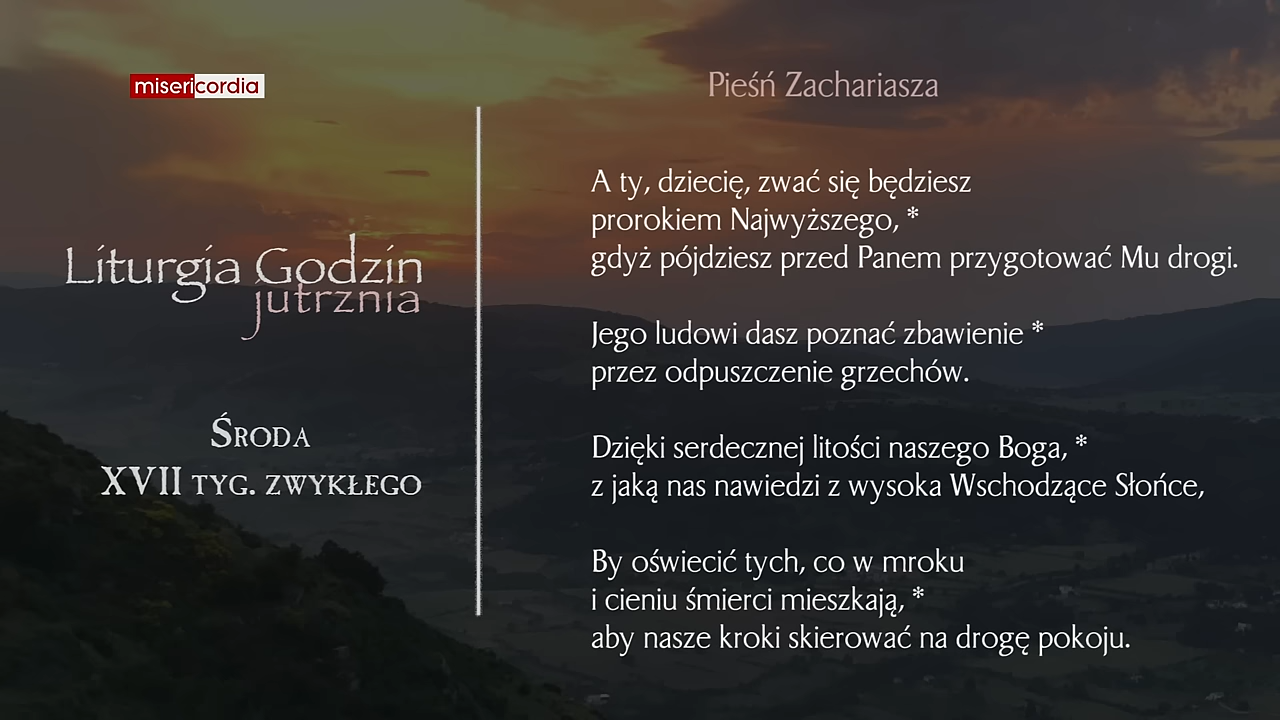 misericordia
Liturgia Godzin
jutrznia
Środa
XVII tyg. zwykłego
Pieśń Zachariasza
A ty, dziecię, zwać się będziesz
prorokiem Najwyższego, *
gdyż pójdziesz przed Panem przygotować Mu drogi.
Jego ludowi dasz poznać zbawienie *
przez odpuszczenie grzechów.
Dzięki serdecznej litości naszego Boga, *
z jaką nas nawiedzi z wysoka Wschodzące Słońce,
By oświecić tych, co w mroku
i cieniu śmierci mieszkają, *
aby nasze kroki skierować na drogę pokoju.